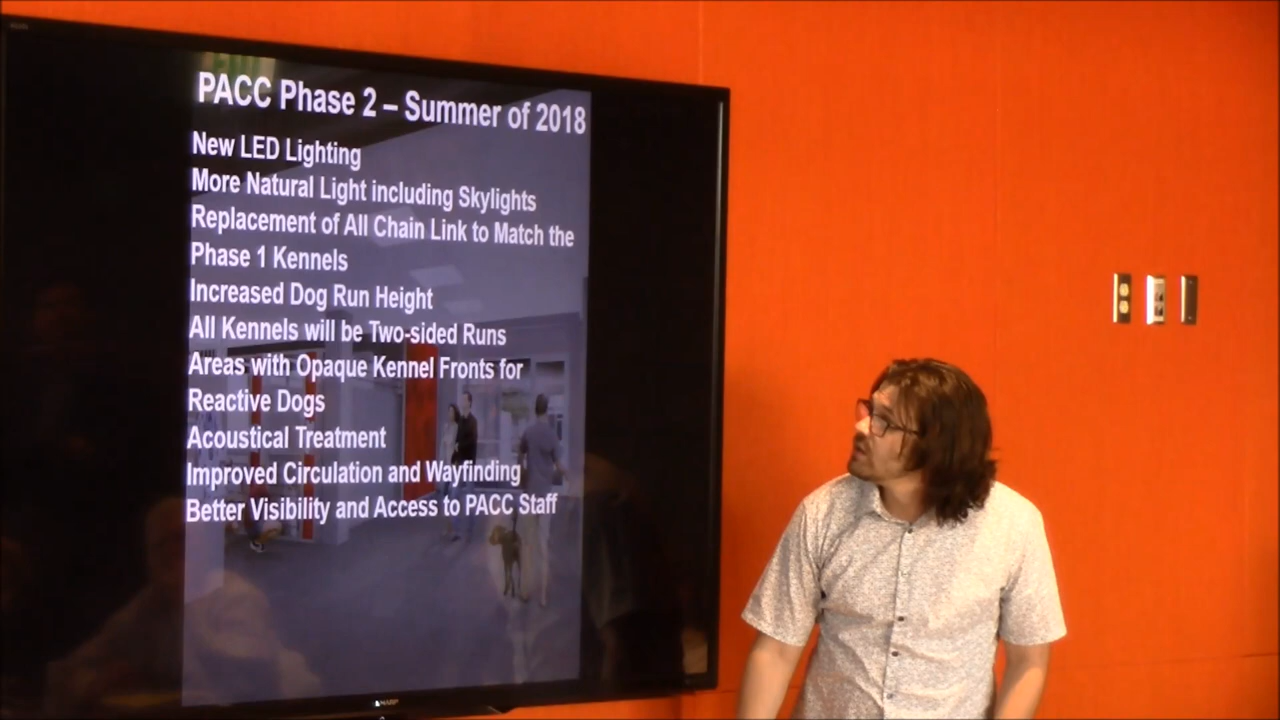 PACC Phase 2 – Summer of 2018
New LED Lighting
More Natural Light including Skylights
Replacement of All Chain Link to Match the
Phase 1 Kennels
Increased Dog Run Height
All Kennels will be Two-sided Runs
Areas with Opaque Kennel Fronts for
Reactive Dogs
Acoustical Treatment
Improved Circulation and Wayfinding
Better Visibility and Access to PACC Staff
SHARP